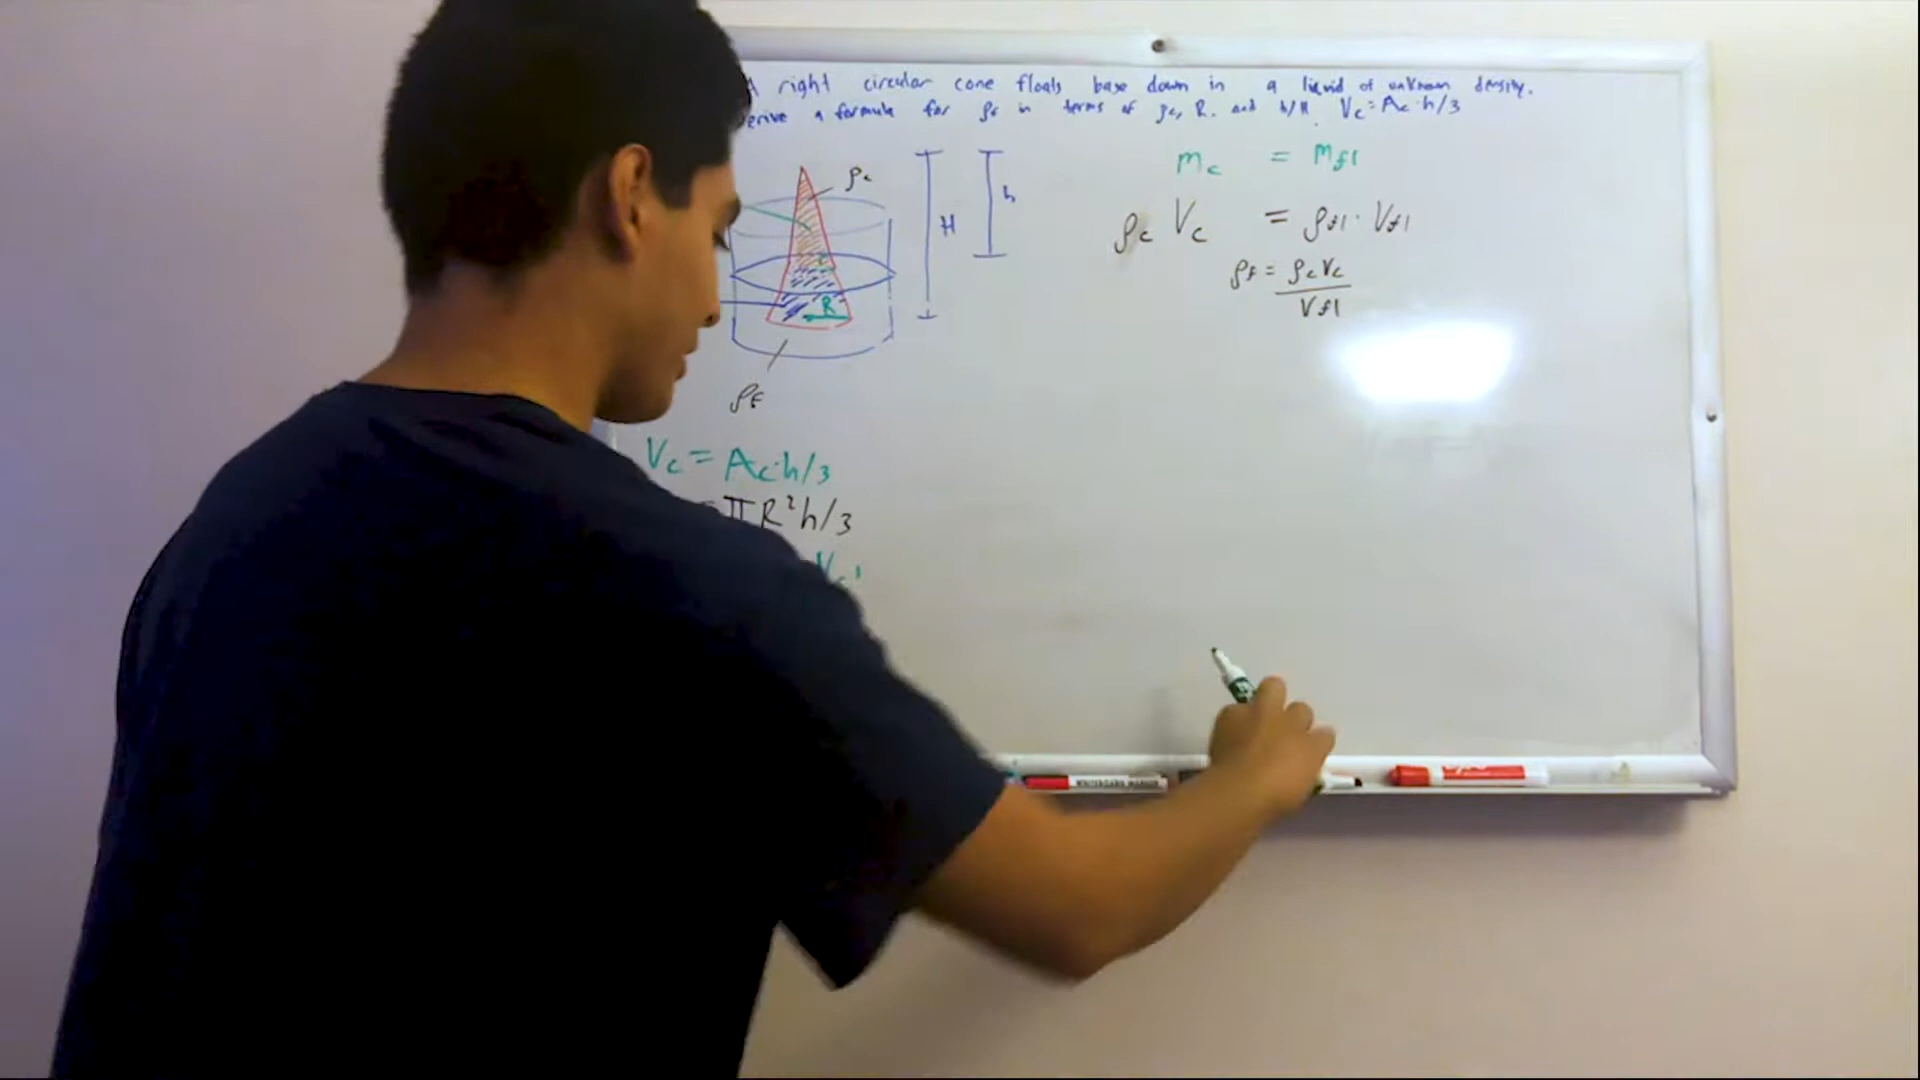 A right circular cone floats base down in a liquid of unknown density.
erive a formula for ρF in terms of ρc, R, and h/H. Vc = Ac·h/3
mc = mfl
ρc
h
H
ρc Vc = ρfl · Vfl
ρF = ρcVc
Vfl
r
R
ρF
Vc = Ac·h/3
= πR²h/3
Vc'